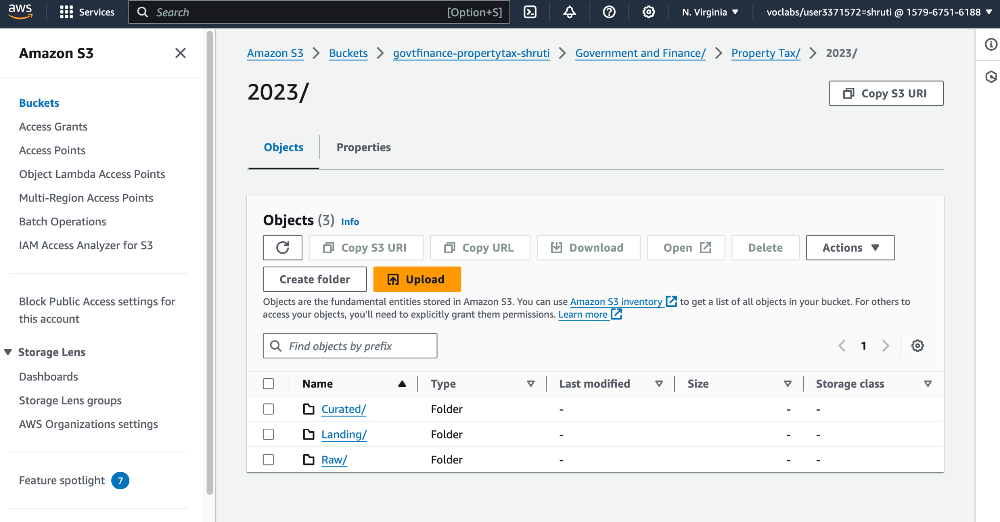 aws
Services
Search [Option+S]
N. Virginia
voclabs/user3371572=shruti @ 1579-6751-6188
Amazon S3
Buckets
Access Grants
Access Points
Object Lambda Access Points
Multi-Region Access Points
Batch Operations
IAM Access Analyzer for S3
Block Public Access settings for
this account
Storage Lens
Dashboards
Storage Lens groups
AWS Organizations settings
Feature spotlight 7
Amazon S3 > Buckets > govtfinance-propertytax-shruti > Government and Finance/ > Property Tax/ > 2023/
2023/
Copy S3 URI
Objects Properties
Objects (3) Info
Copy S3 URI Copy URL Download Open Delete Actions
Create folder Upload
Objects are the fundamental entities stored in Amazon S3. You can use Amazon S3 inventory to get a list of all objects in your bucket. For others to
access your objects, you’ll need to explicitly grant them permissions. Learn more
Find objects by prefix
1
Name Type Last modified Size Storage class
Curated/ Folder - - -
Landing/ Folder - - -
Raw/ Folder - - -